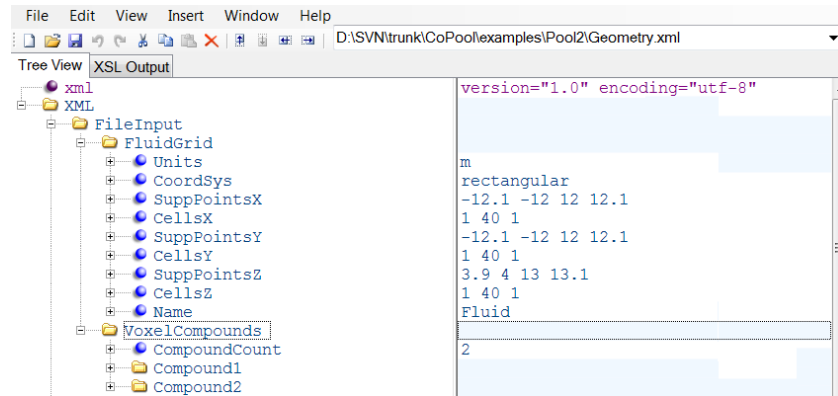 File Edit View Insert Window Help
D:\SVN\trunk\CoPool\examples\Pool2\Geometry.xml
Tree View XSL Output
xml version="1.0" encoding="utf-8"
XML
FileInput
FluidGrid
Units m
CoordSys rectangular
SuppPointsX -12.1 -12 12 12.1
CellsX 1 40 1
SuppPointsY -12.1 -12 12 12.1
CellsY 1 40 1
SuppPointsZ 3.9 4 13 13.1
CellsZ 1 40 1
Name Fluid
VoxelCompounds
CompoundCount 2
Compound1
Compound2